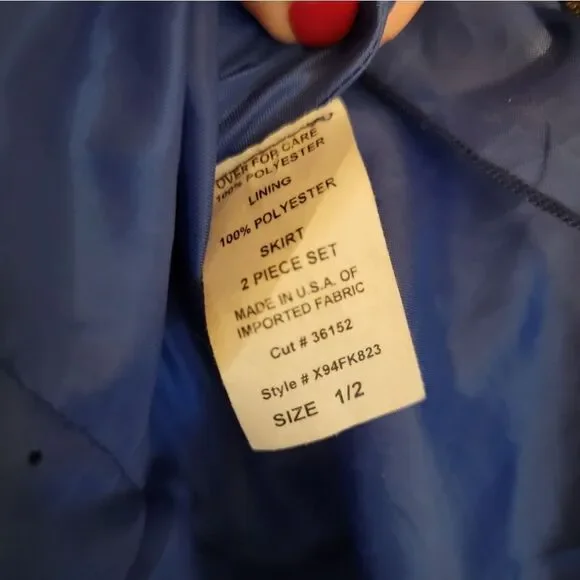 OVER FOR CARE
100% POLYESTER
LINING
100% POLYESTER
SKIRT
2 PIECE SET
MADE IN U.S.A. OF
IMPORTED FABRIC
Cut # 36152
Style # X94FK823
SIZE 1/2